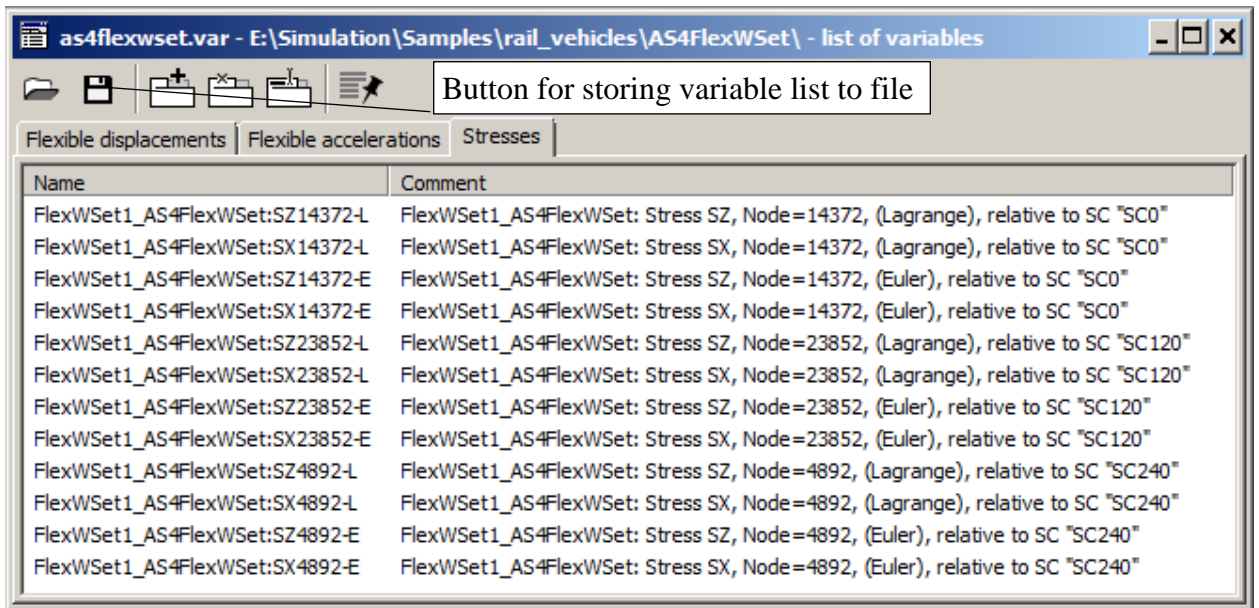 as4flexwset.var - E:\Simulation\Samples\rail_vehicles\AS4FlexWSet\ - list of variables
Button for storing variable list to file
Flexible displacements Flexible accelerations Stresses
Name Comment
FlexWSet1_AS4FlexWSet:SZ14372-L FlexWSet1_AS4FlexWSet: Stress SZ, Node=14372, (Lagrange), relative to SC "SC0"
FlexWSet1_AS4FlexWSet:SX14372-L FlexWSet1_AS4FlexWSet: Stress SX, Node=14372, (Lagrange), relative to SC "SC0"
FlexWSet1_AS4FlexWSet:SZ14372-E FlexWSet1_AS4FlexWSet: Stress SZ, Node=14372, (Euler), relative to SC "SC0"
FlexWSet1_AS4FlexWSet:SX14372-E FlexWSet1_AS4FlexWSet: Stress SX, Node=14372, (Euler), relative to SC "SC0"
FlexWSet1_AS4FlexWSet:SZ23852-L FlexWSet1_AS4FlexWSet: Stress SZ, Node=23852, (Lagrange), relative to SC "SC120"
FlexWSet1_AS4FlexWSet:SX23852-L FlexWSet1_AS4FlexWSet: Stress SX, Node=23852, (Lagrange), relative to SC "SC120"
FlexWSet1_AS4FlexWSet:SZ23852-E FlexWSet1_AS4FlexWSet: Stress SZ, Node=23852, (Euler), relative to SC "SC120"
FlexWSet1_AS4FlexWSet:SX23852-E FlexWSet1_AS4FlexWSet: Stress SX, Node=23852, (Euler), relative to SC "SC120"
FlexWSet1_AS4FlexWSet:SZ4892-L FlexWSet1_AS4FlexWSet: Stress SZ, Node=4892, (Lagrange), relative to SC "SC240"
FlexWSet1_AS4FlexWSet:SX4892-L FlexWSet1_AS4FlexWSet: Stress SX, Node=4892, (Lagrange), relative to SC "SC240"
FlexWSet1_AS4FlexWSet:SZ4892-E FlexWSet1_AS4FlexWSet: Stress SZ, Node=4892, (Euler), relative to SC "SC240"
FlexWSet1_AS4FlexWSet:SX4892-E FlexWSet1_AS4FlexWSet: Stress SX, Node=4892, (Euler), relative to SC "SC240"